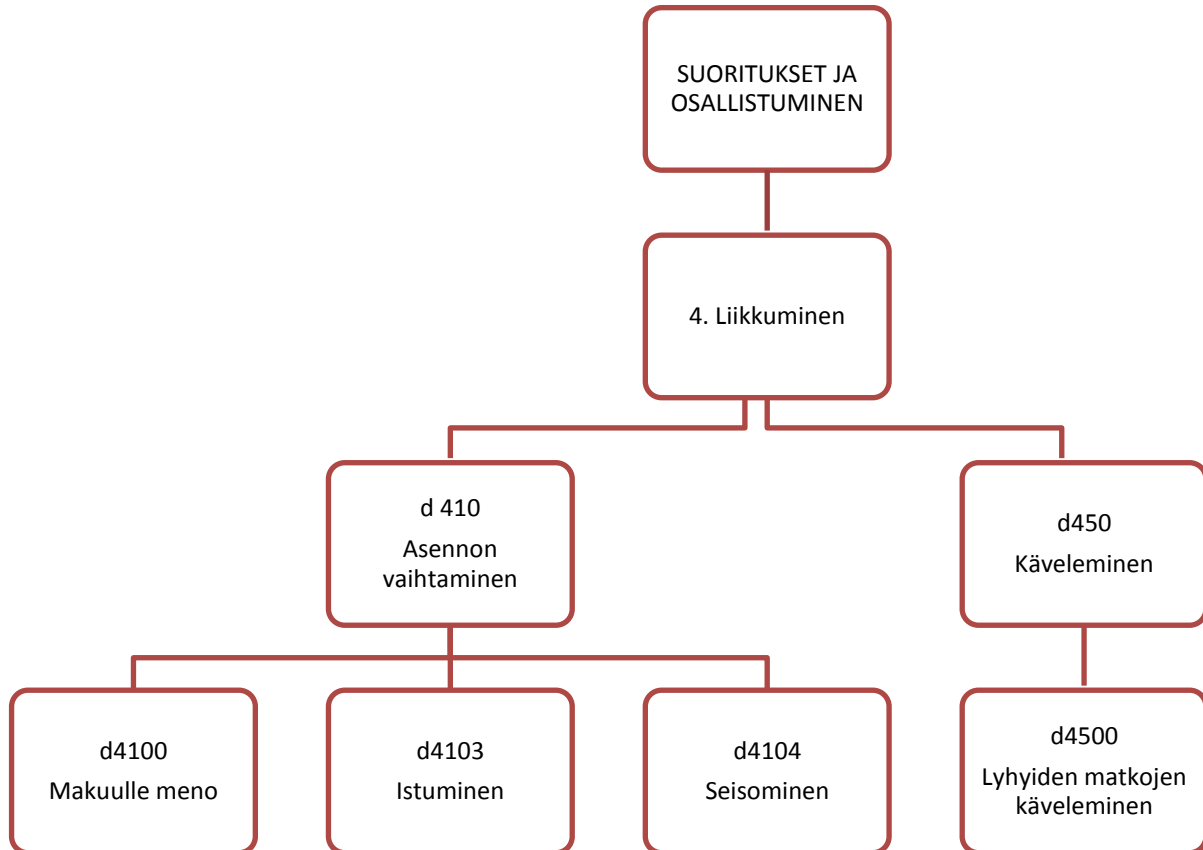 SUORITUKSET JA
OSALLISTUMINEN
4. Liikkuminen
d 410
Asennon
vaihtaminen
d450
Käveleminen
d4100
Makuulle meno
d4103
Istuminen
d4104
Seisominen
d4500
Lyhyiden matkojen
käveleminen